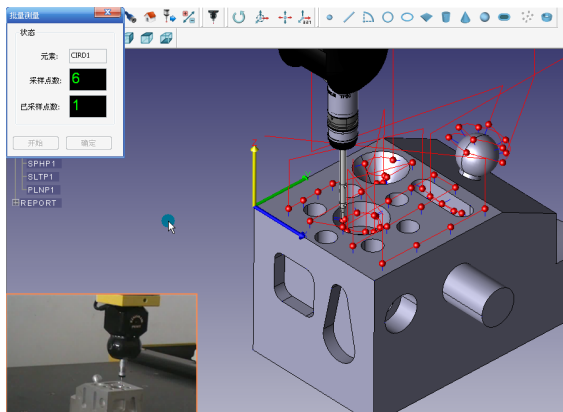 批量测量
状态
元素: CIRD1
采样点数: 6
已采样点数: 1
开始 确定
SPHP1
SLTP1
PLNP1
REPORT